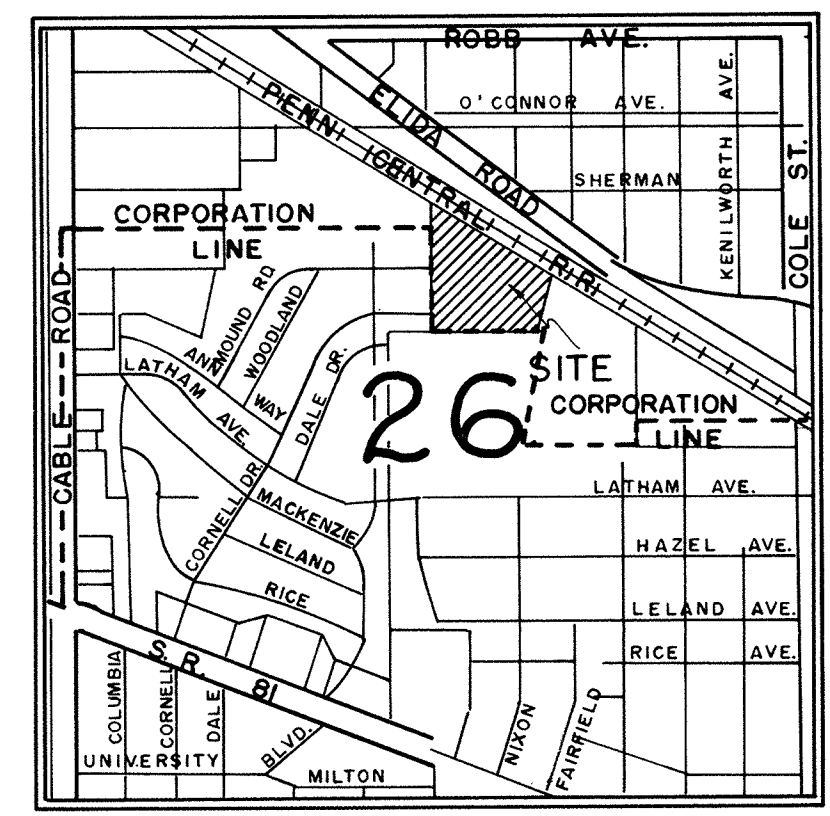 ROBB AVE.
ELIDA ROAD
PENN CENTRAL R.R.
O'CONNOR AVE.
KENILWORTH AVE.
COLE ST.
SHERMAN
CORPORATION
LINE
CABLE ROAD
RD
WOODLAND
ANN
WAY
LATHAM AVE.
DALE DR.
26
SITE
CORPORATION
LINE
CORNELL DR.
MACKENZIE
LATHAM AVE.
LELAND
HAZEL AVE.
RICE
LELAND AVE.
RICE AVE.
S. R. 81
COLUMBIA
CORNELL
DALE
UNIVERSITY
BLVD.
MILTON
NIXON
FAIRFIELD